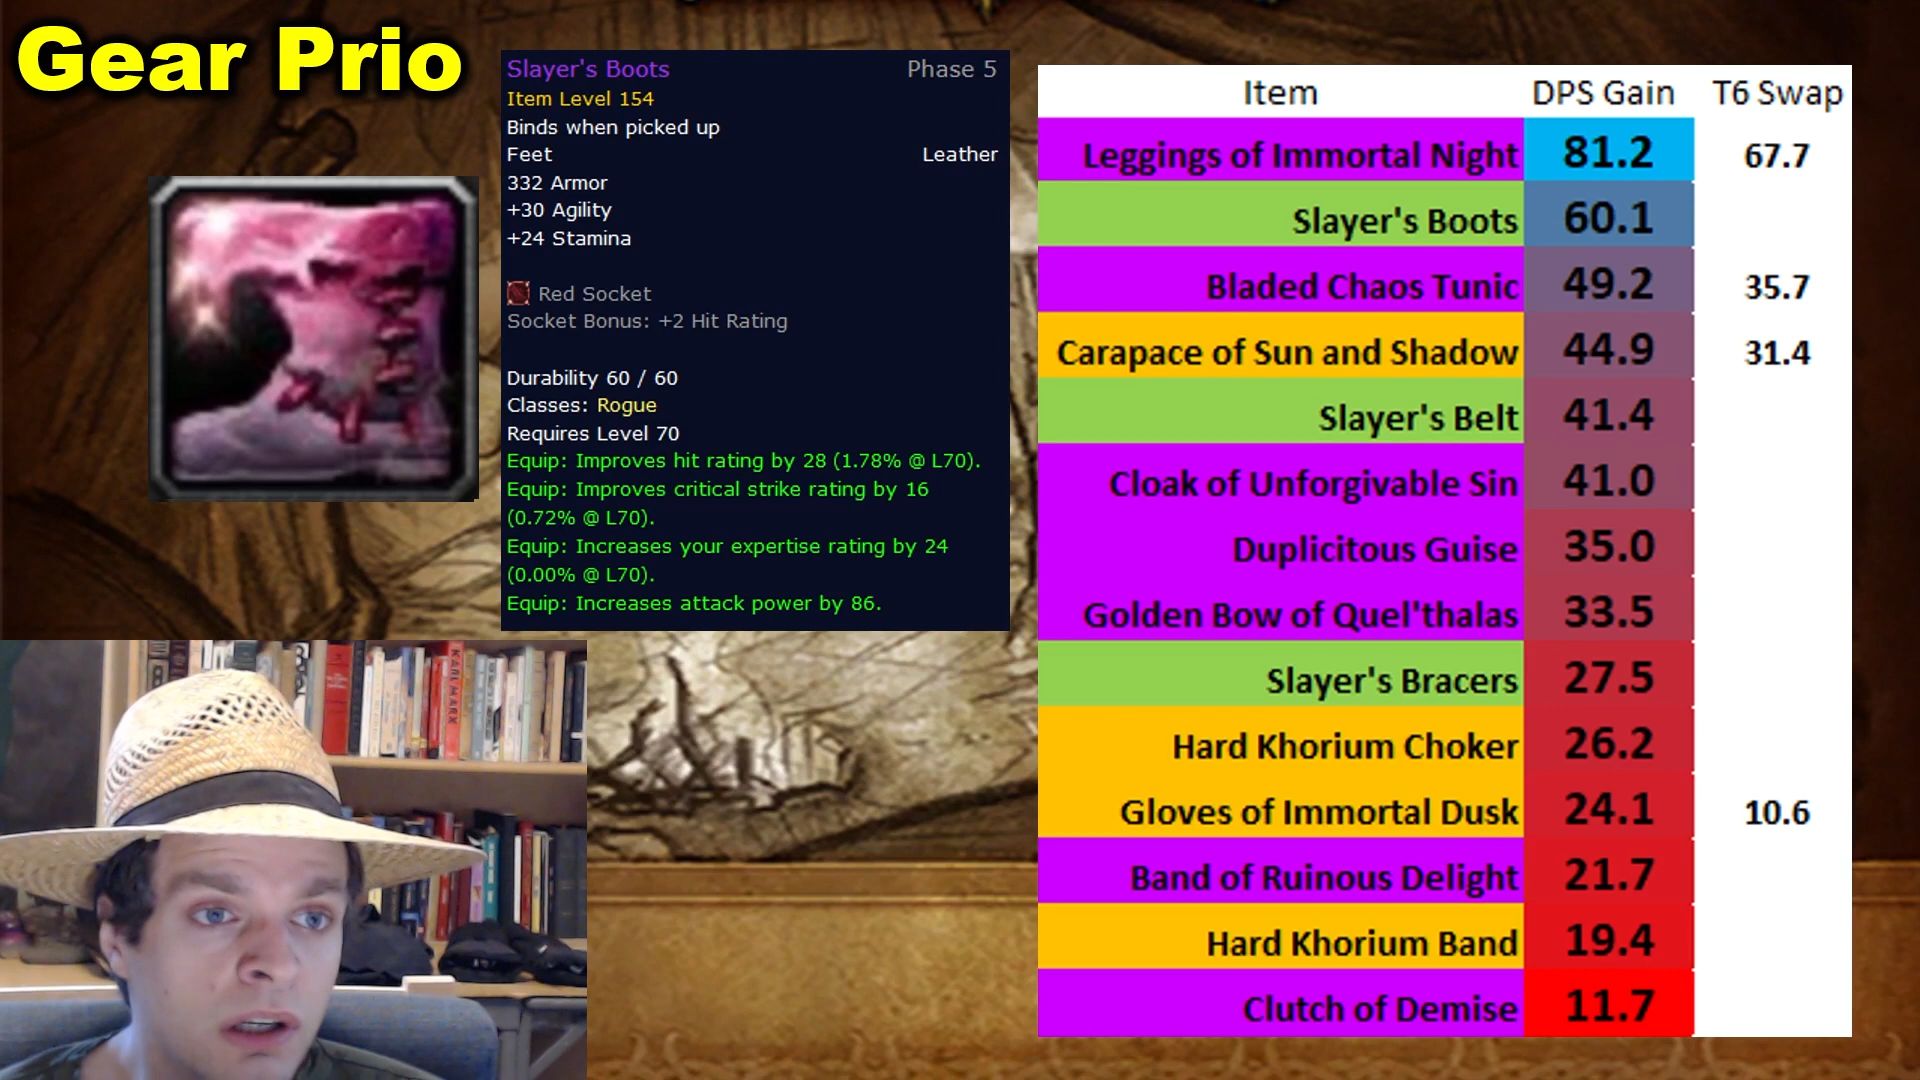 Gear Prio
Slayer's Boots Phase 5
Item Level 154
Binds when picked up
Feet Leather
332 Armor
+30 Agility
+24 Stamina
Red Socket
Socket Bonus: +2 Hit Rating
Durability 60 / 60
Classes: Rogue
Requires Level 70
Equip: Improves hit rating by 28 (1.78% @ L70).
Equip: Improves critical strike rating by 16
(0.72% @ L70).
Equip: Increases your expertise rating by 24
(0.00% @ L70).
Equip: Increases attack power by 86.
Item DPS Gain T6 Swap
Leggings of Immortal Night 81.2 67.7
Slayer's Boots 60.1
Bladed Chaos Tunic 49.2 35.7
Carapace of Sun and Shadow 44.9 31.4
Slayer's Belt 41.4
Cloak of Unforgivable Sin 41.0
Duplicitous Guise 35.0
Golden Bow of Quel'thalas 33.5
Slayer's Bracers 27.5
Hard Khorium Choker 26.2
Gloves of Immortal Dusk 24.1 10.6
Band of Ruinous Delight 21.7
Hard Khorium Band 19.4
Clutch of Demise 11.7
KARL MARX